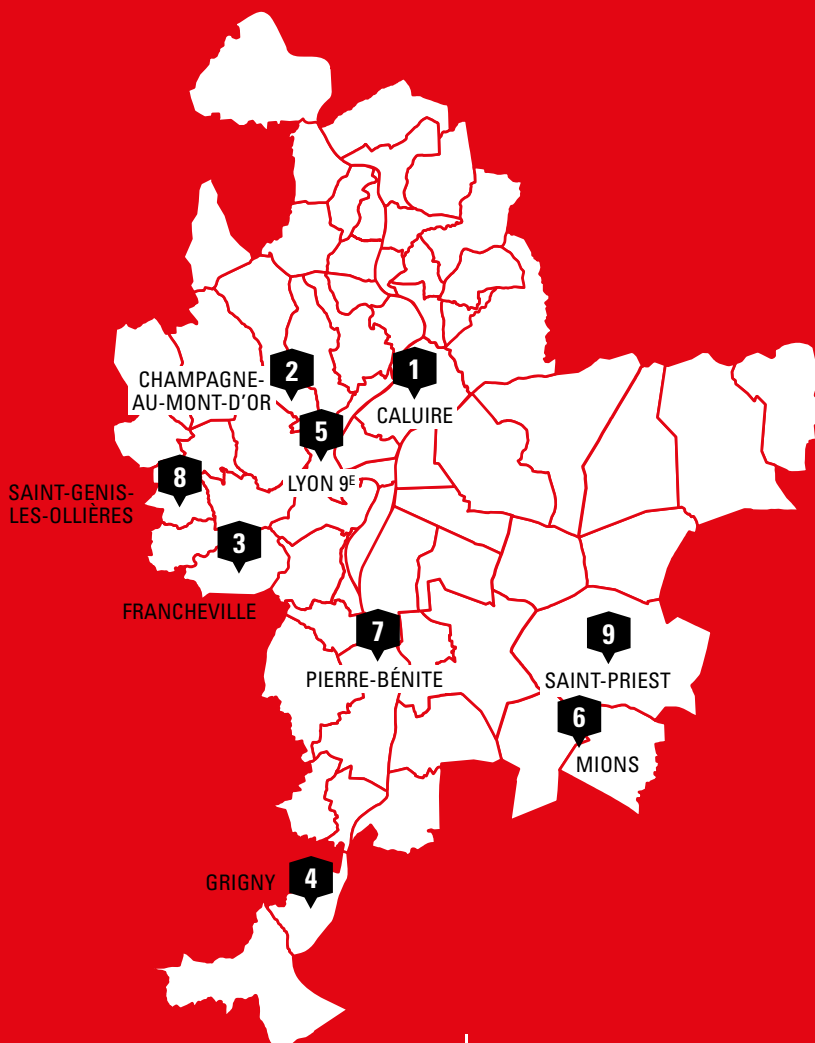 1
CALUIRE
2
CHAMPAGNE-
AU-MONT-D'OR
5
LYON 9E
8
SAINT-GENIS-
LES-OLLIÈRES
3
FRANCHEVILLE
7
PIERRE-BÉNITE
9
SAINT-PRIEST
6
MIONS
4
GRIGNY